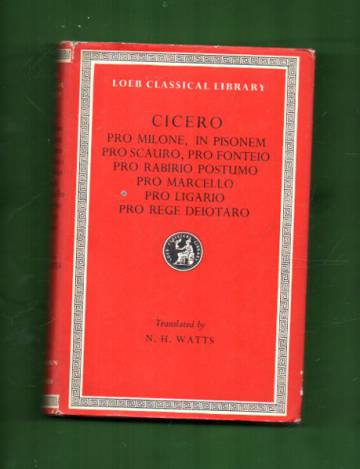 LOEB CLASSICAL LIBRARY
CICERO
PRO MILONE, IN PISONEM
PRO SCAURO, PRO FONTEIO
PRO RABIRIO POSTUMO
PRO MARCELLO
PRO LIGARIO
PRO REGE DEIOTARO
Translated by
N. H. WATTS